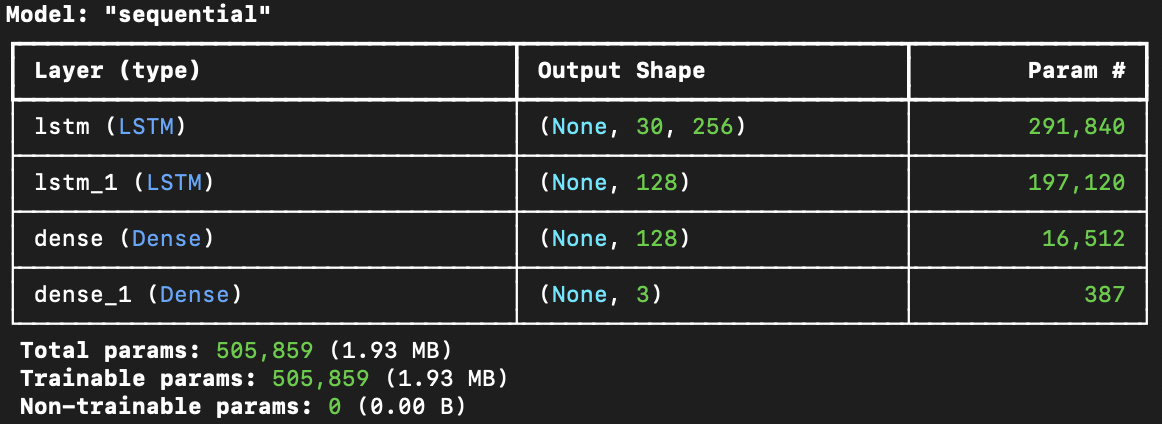 Model: "sequential"
Layer (type) Output Shape Param #
lstm (LSTM) (None, 30, 256) 291,840
lstm_1 (LSTM) (None, 128) 197,120
dense (Dense) (None, 128) 16,512
dense_1 (Dense) (None, 3) 387
Total params: 505,859 (1.93 MB)
Trainable params: 505,859 (1.93 MB)
Non-trainable params: 0 (0.00 B)